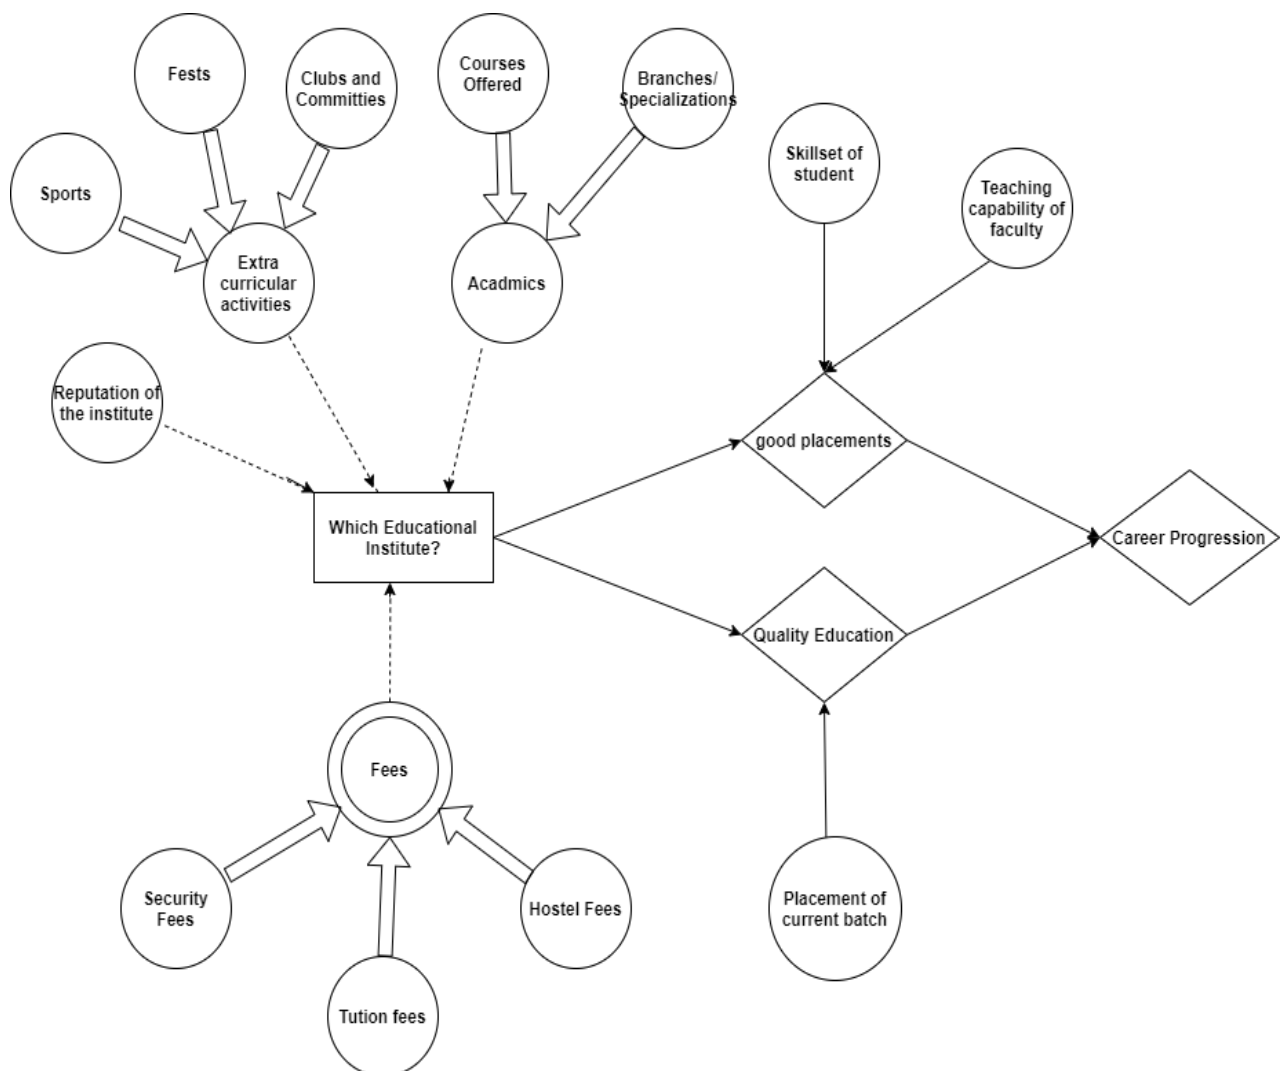 Fests
Clubs and
Committies
Courses
Offered
Branches/
Specializations
Sports
Skillset of
student
Teaching
capability of
faculty
Extra
curricular
activities
Acadmics
Reputation of
the institute
good placements
Which Educational
Institute?
Career Progression
Quality Education
Fees
Security
Fees
Hostel Fees
Placement of
current batch
Tution fees